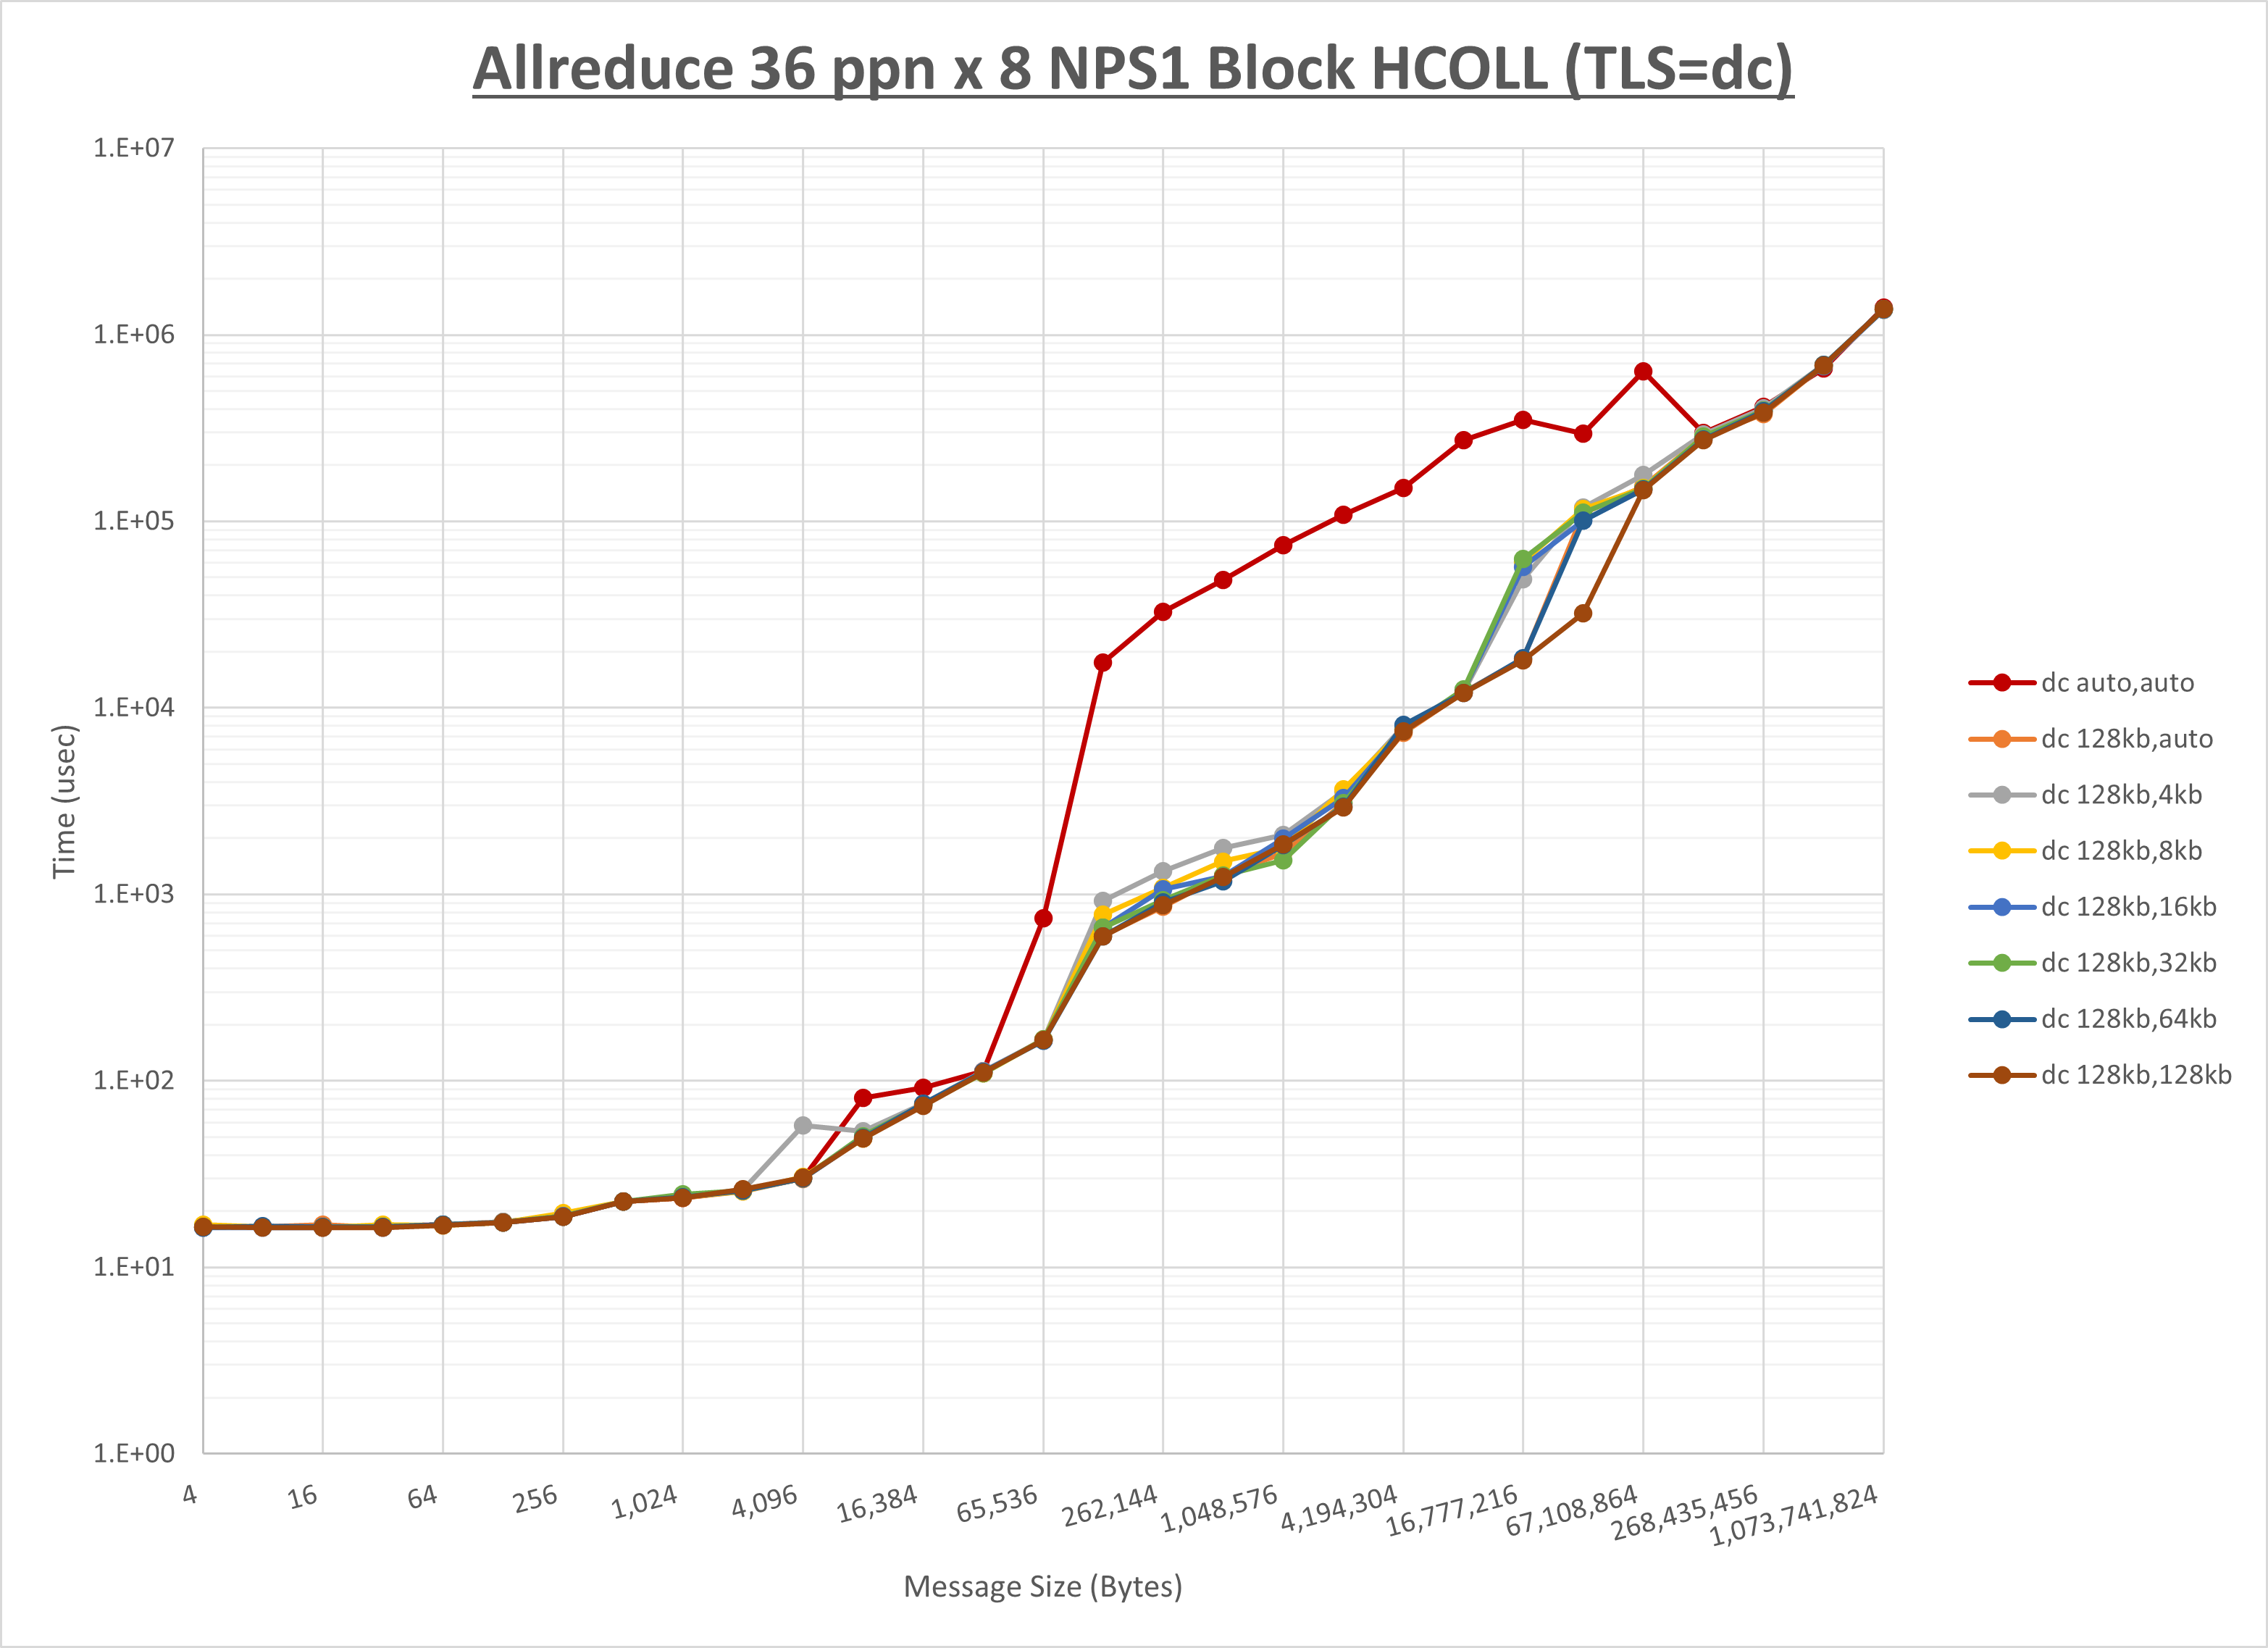 Allreduce 36 ppn x 8 NPS1 Block HCOLL (TLS=dc)
1.E+07
1.E+06
1.E+05
1.E+04
1.E+03
1.E+02
1.E+01
1.E+00
Time (usec)
4
16
64
256
1,024
4,096
16,384
65,536
262,144
1,048,576
4,194,304
16,777,216
67,108,864
268,435,456
1,073,741,824
Message Size (Bytes)
dc auto,auto
dc 128kb,auto
dc 128kb,4kb
dc 128kb,8kb
dc 128kb,16kb
dc 128kb,32kb
dc 128kb,64kb
dc 128kb,128kb